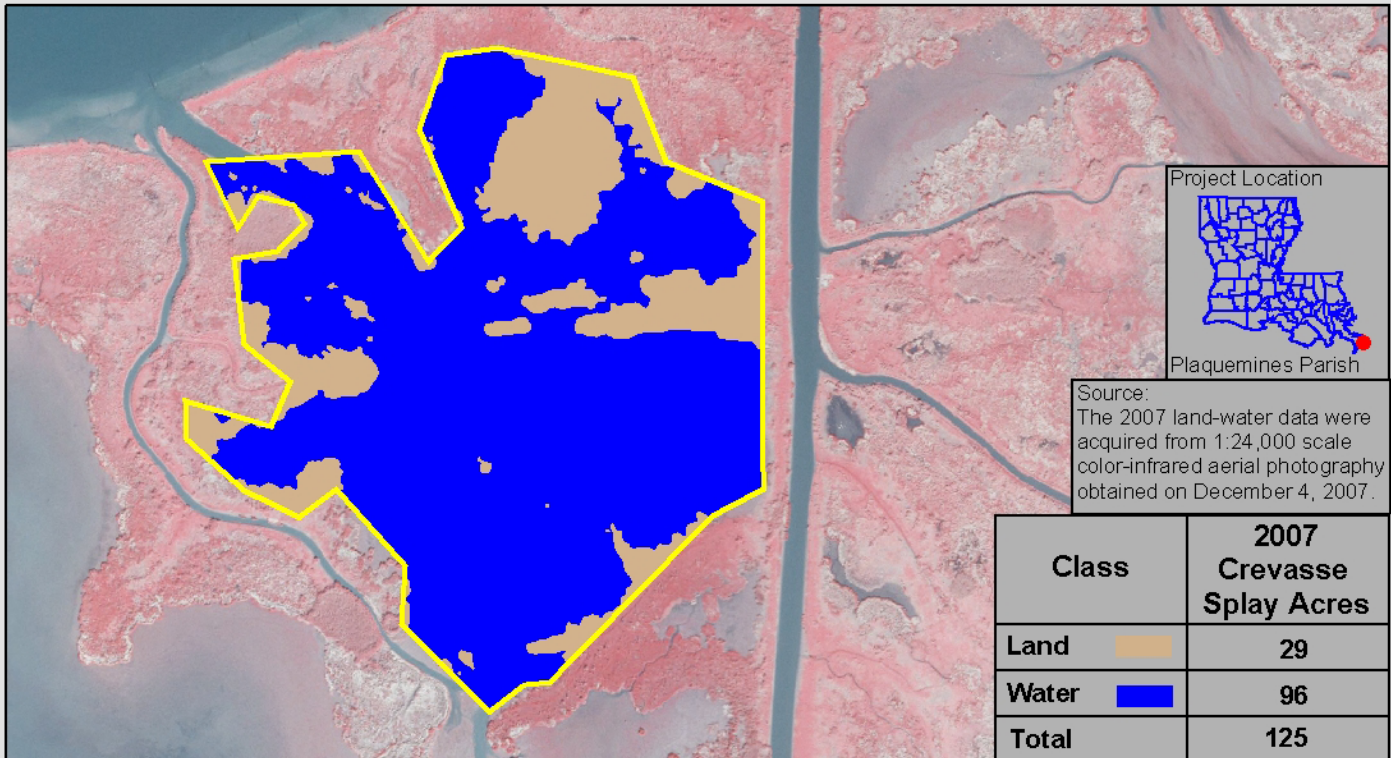 Project Location
Plaquemines Parish
Source:
The 2007 land-water data were
acquired from 1:24,000 scale
color-infrared aerial photography
obtained on December 4, 2007.
Class
2007
Crevasse
Splay Acres
Land 29
Water 96
Total 125